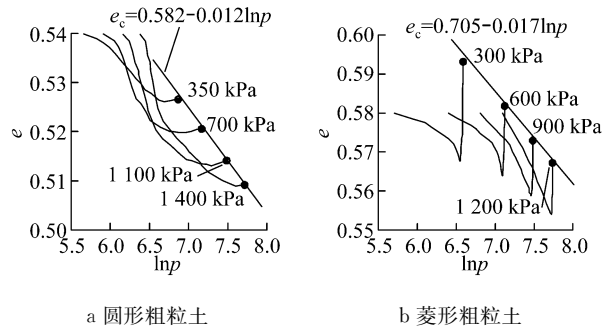 e_c=0.582−0.012lnp
0.54
0.53
0.52
0.51
0.50
e
350 kPa
700 kPa
1 100 kPa
1 400 kPa
5.5 6.0 6.5 7.0 7.5 8.0
lnp
a 圆形粗粒土
e_c=0.705−0.017lnp
0.60
0.59
0.58
0.57
0.56
0.55
e
300 kPa
600 kPa
900 kPa
1 200 kPa
5.5 6.0 6.5 7.0 7.5 8.0
lnp
b 菱形粗粒土